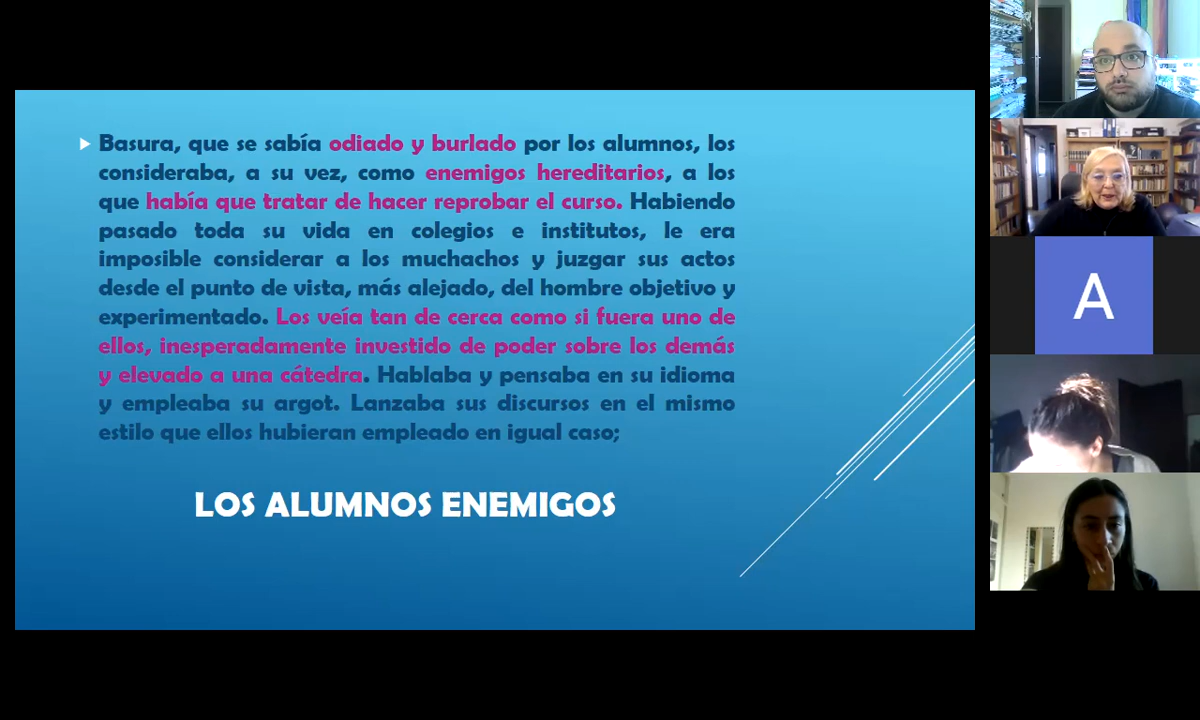 Basura, que se sabía odiado y burlado por los alumnos, los
consideraba, a su vez, como enemigos hereditarios, a los
que había que tratar de hacer reprobar el curso. Habiendo
pasado toda su vida en colegios e institutos, le era
imposible considerar a los muchachos y juzgar sus actos
desde el punto de vista, más alejado, del hombre objetivo y
experimentado. Los veía tan de cerca como si fuera uno de
ellos, inesperadamente investido de poder sobre los demás
y elevado a una cátedra. Hablaba y pensaba en su idioma
y empleaba su argot. Lanzaba sus discursos en el mismo
estilo que ellos hubieran empleado en igual caso;
LOS ALUMNOS ENEMIGOS
A